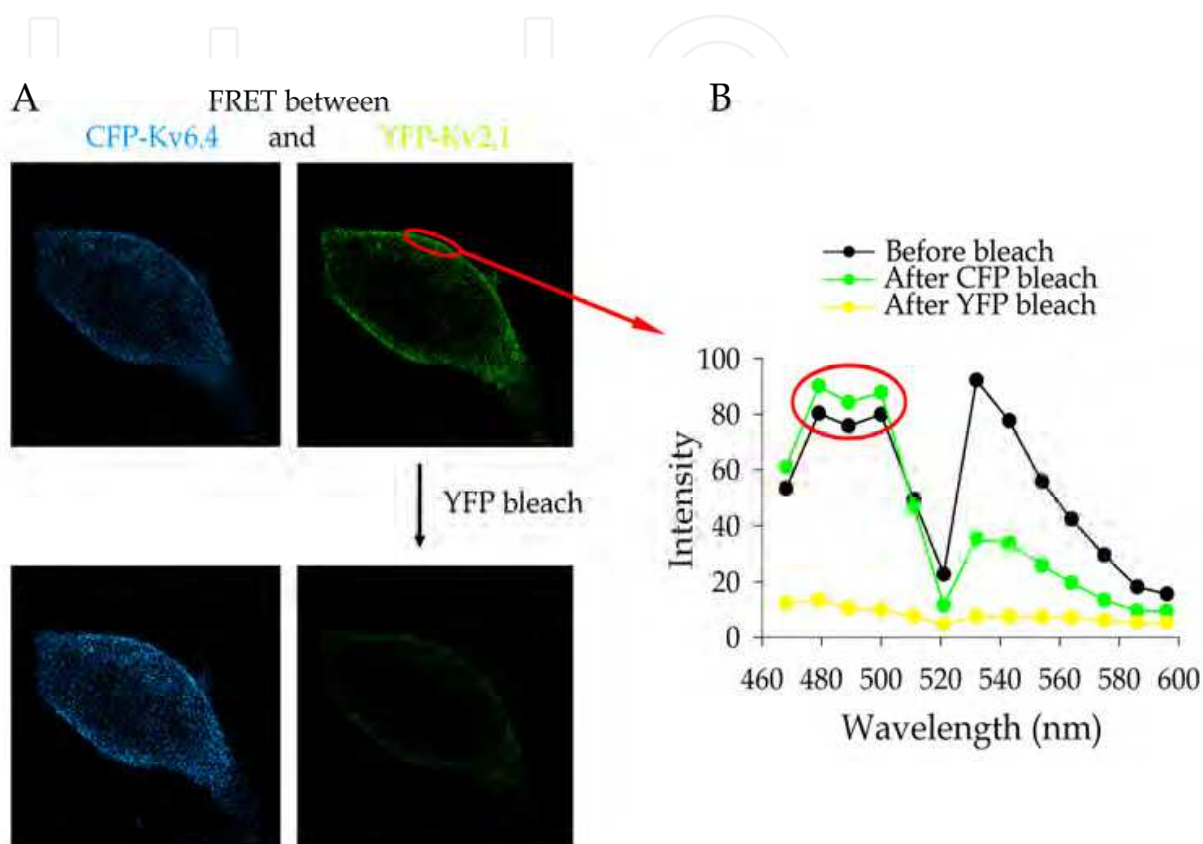 A
FRET between
CFP-Kv6.4 and YFP-Kv2.1
YFP bleach
B
Before bleach
After CFP bleach
After YFP bleach
100
80
60
40
20
0
Intensity
460 480 500 520 540 560 580 600
Wavelength (nm)